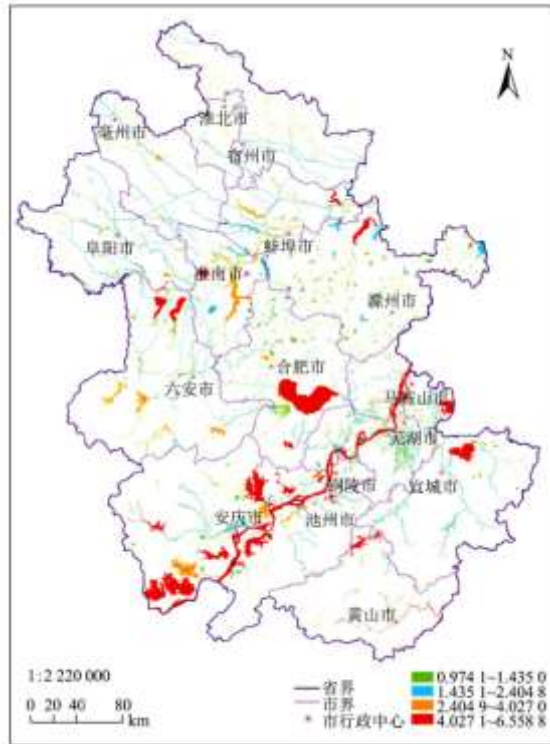 N
淮北市
亳州市
宿州市
阜阳市
蚌埠市
淮南市
滁州市
合肥市
六安市
马鞍山市
芜湖市
铜陵市
宣城市
安庆市
池州市
黄山市
1:2 220 000
0 20 40 80
km
省界
市界
市行政中心
0.974 1~1.435 0
1.435 1~2.404 8
2.404 9~4.027 0
4.027 1~6.558 8